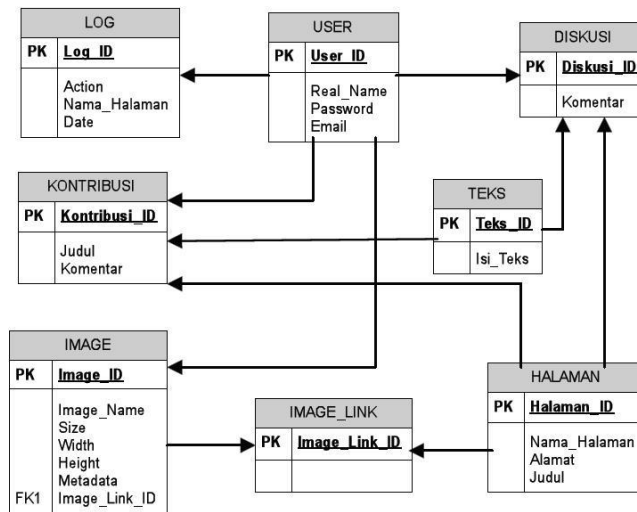 LOG
PK Log_ID
Action
Nama_Halaman
Date
USER
PK User_ID
Real_Name
Password
Email
DISKUSI
PK Diskusi_ID
Komentar
KONTRIBUSI
PK Kontribusi_ID
Judul
Komentar
TEKS
PK Teks_ID
Isi_Teks
IMAGE
PK Image_ID
Image_Name
Size
Width
Height
Metadata
FK1 Image_Link_ID
IMAGE_LINK
PK Image_Link_ID
HALAMAN
PK Halaman_ID
Nama_Halaman
Alamat
Judul